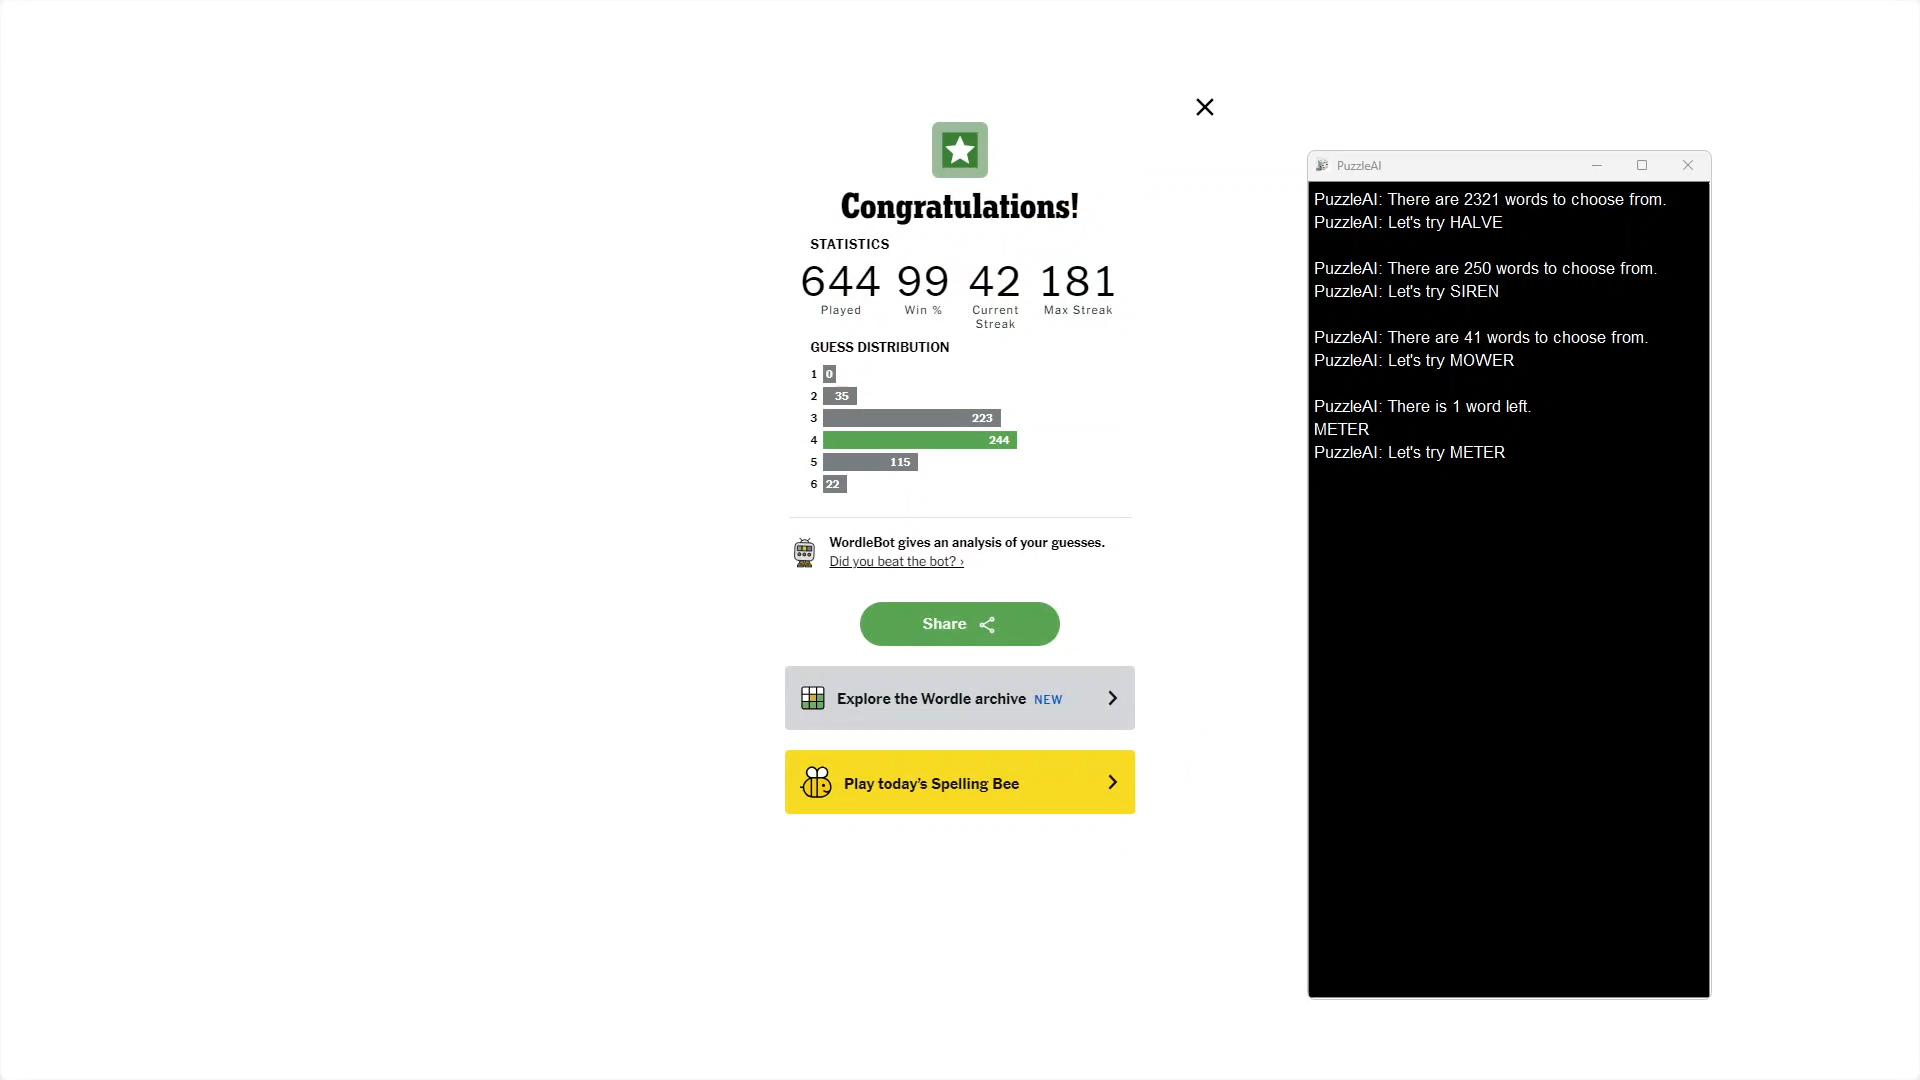 Congratulations!
STATISTICS
644 99 42 181
Played Win % Current Streak Max Streak
GUESS DISTRIBUTION
1 0
2 35
3 223
4 244
5 115
6 22
WordleBot gives an analysis of your guesses.
Did you beat the bot? ›
Share
Explore the Wordle archive NEW
Play today’s Spelling Bee
PuzzleAI
PuzzleAI: There are 2321 words to choose from.
PuzzleAI: Let's try HALVE
PuzzleAI: There are 250 words to choose from.
PuzzleAI: Let's try SIREN
PuzzleAI: There are 41 words to choose from.
PuzzleAI: Let's try MOWER
PuzzleAI: There is 1 word left.
METER
PuzzleAI: Let's try METER